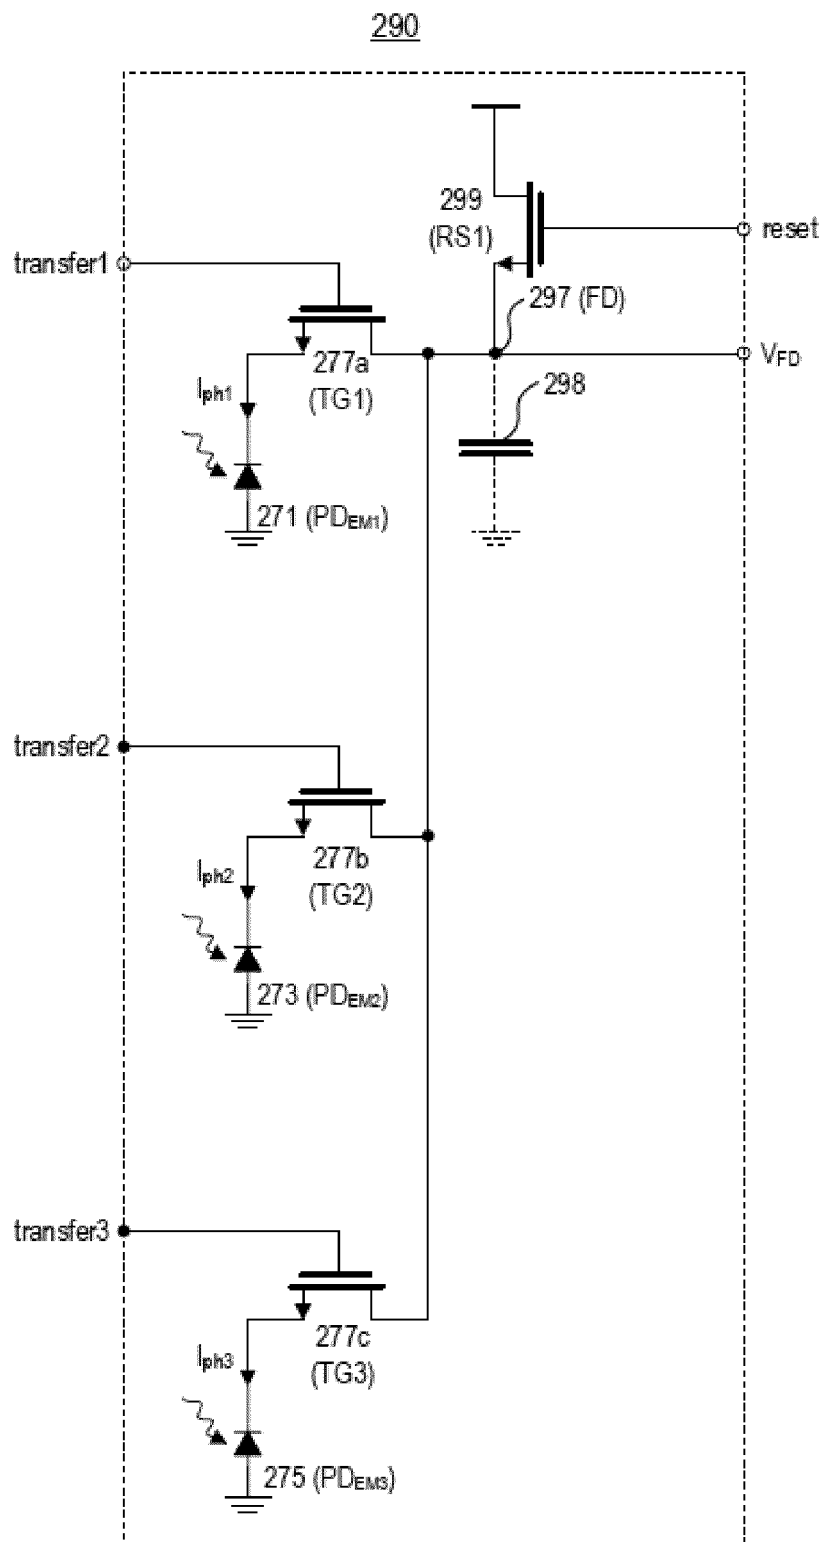 290
299
(RS1)
reset
transfer1
297 (FD)
277a
(TG1)
VFD
Iph1
298
271 (PDEM1)
transfer2
277b
(TG2)
Iph2
273 (PDEM2)
transfer3
277c
(TG3)
Iph3
275 (PDEM3)